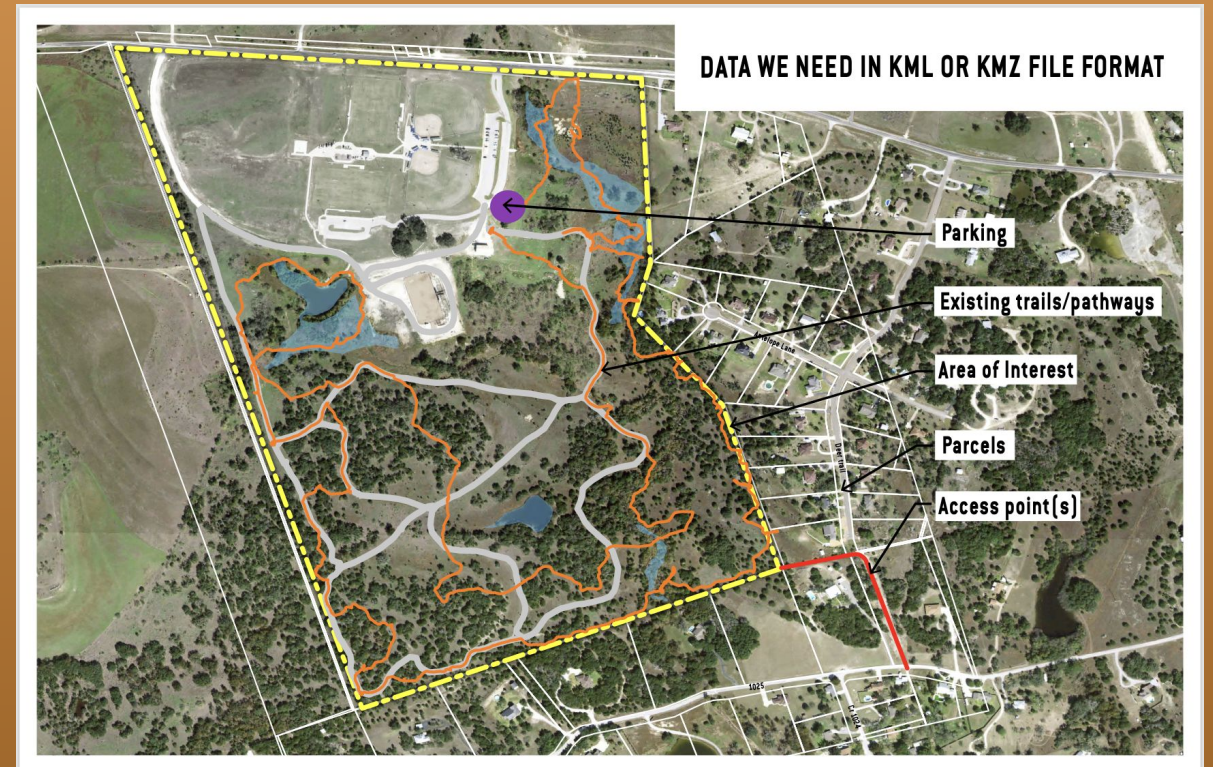 DATA WE NEED IN KML OR KMZ FILE FORMAT
Parking
Existing trails/pathways
Area of Interest
Parcels
Access point(s)
Lane
1025